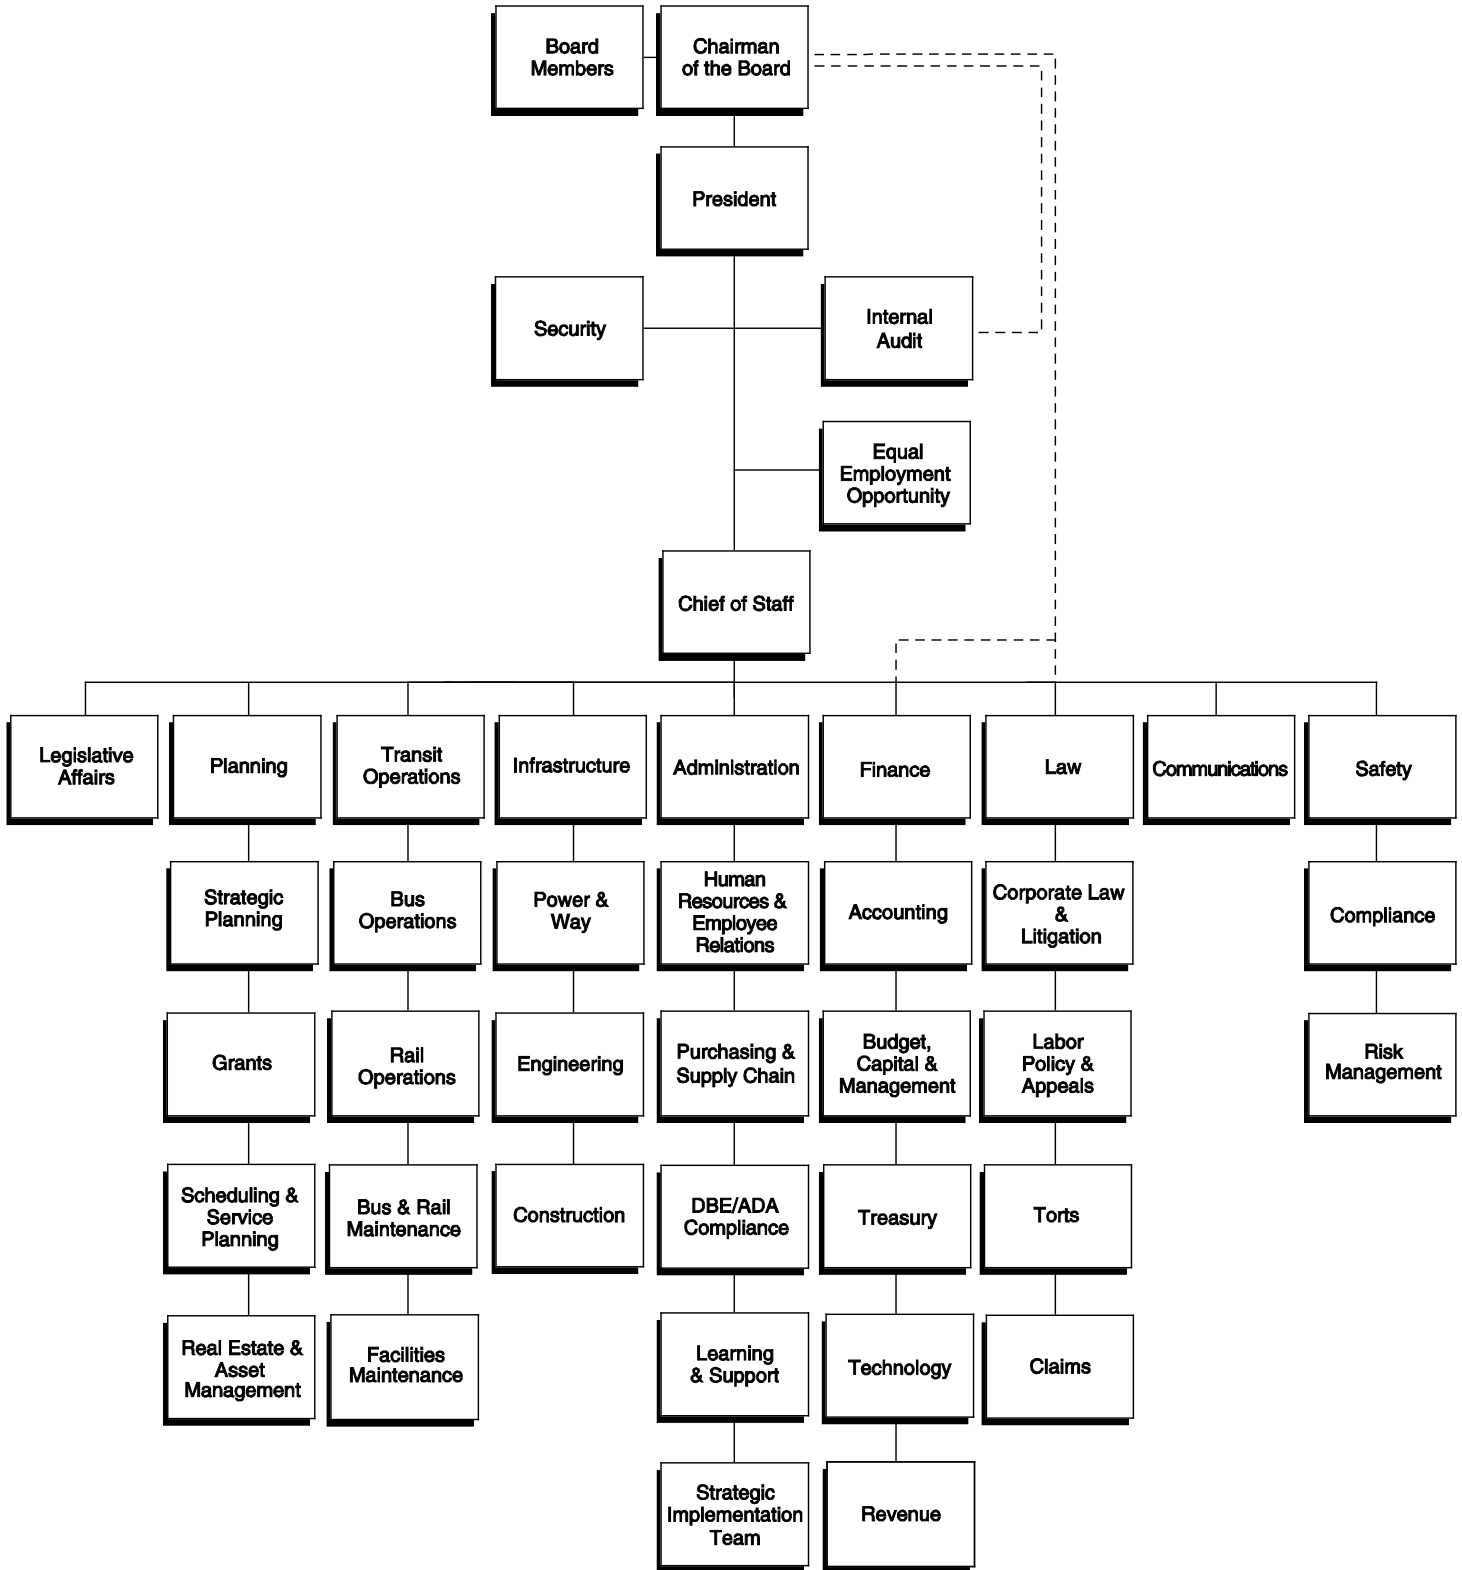 Board
Members
Chairman
of the Board
President
Security
Internal
Audit
Equal
Employment
Opportunity
Chief of Staff
Legislative
Affairs
Planning
Transit
Operations
Infrastructure
Administration
Finance
Law
Communications
Safety
Strategic
Planning
Bus
Operations
Power &
Way
Human
Resources &
Employee
Relations
Accounting
Corporate Law
&
Litigation
Compliance
Grants
Rail
Operations
Engineering
Purchasing &
Supply Chain
Budget,
Capital &
Management
Labor
Policy &
Appeals
Risk
Management
Scheduling &
Service
Planning
Bus & Rail
Maintenance
Construction
DBE/ADA
Compliance
Treasury
Torts
Real Estate &
Asset
Management
Facilities
Maintenance
Learning
& Support
Technology
Claims
Strategic
Implementation
Team
Revenue